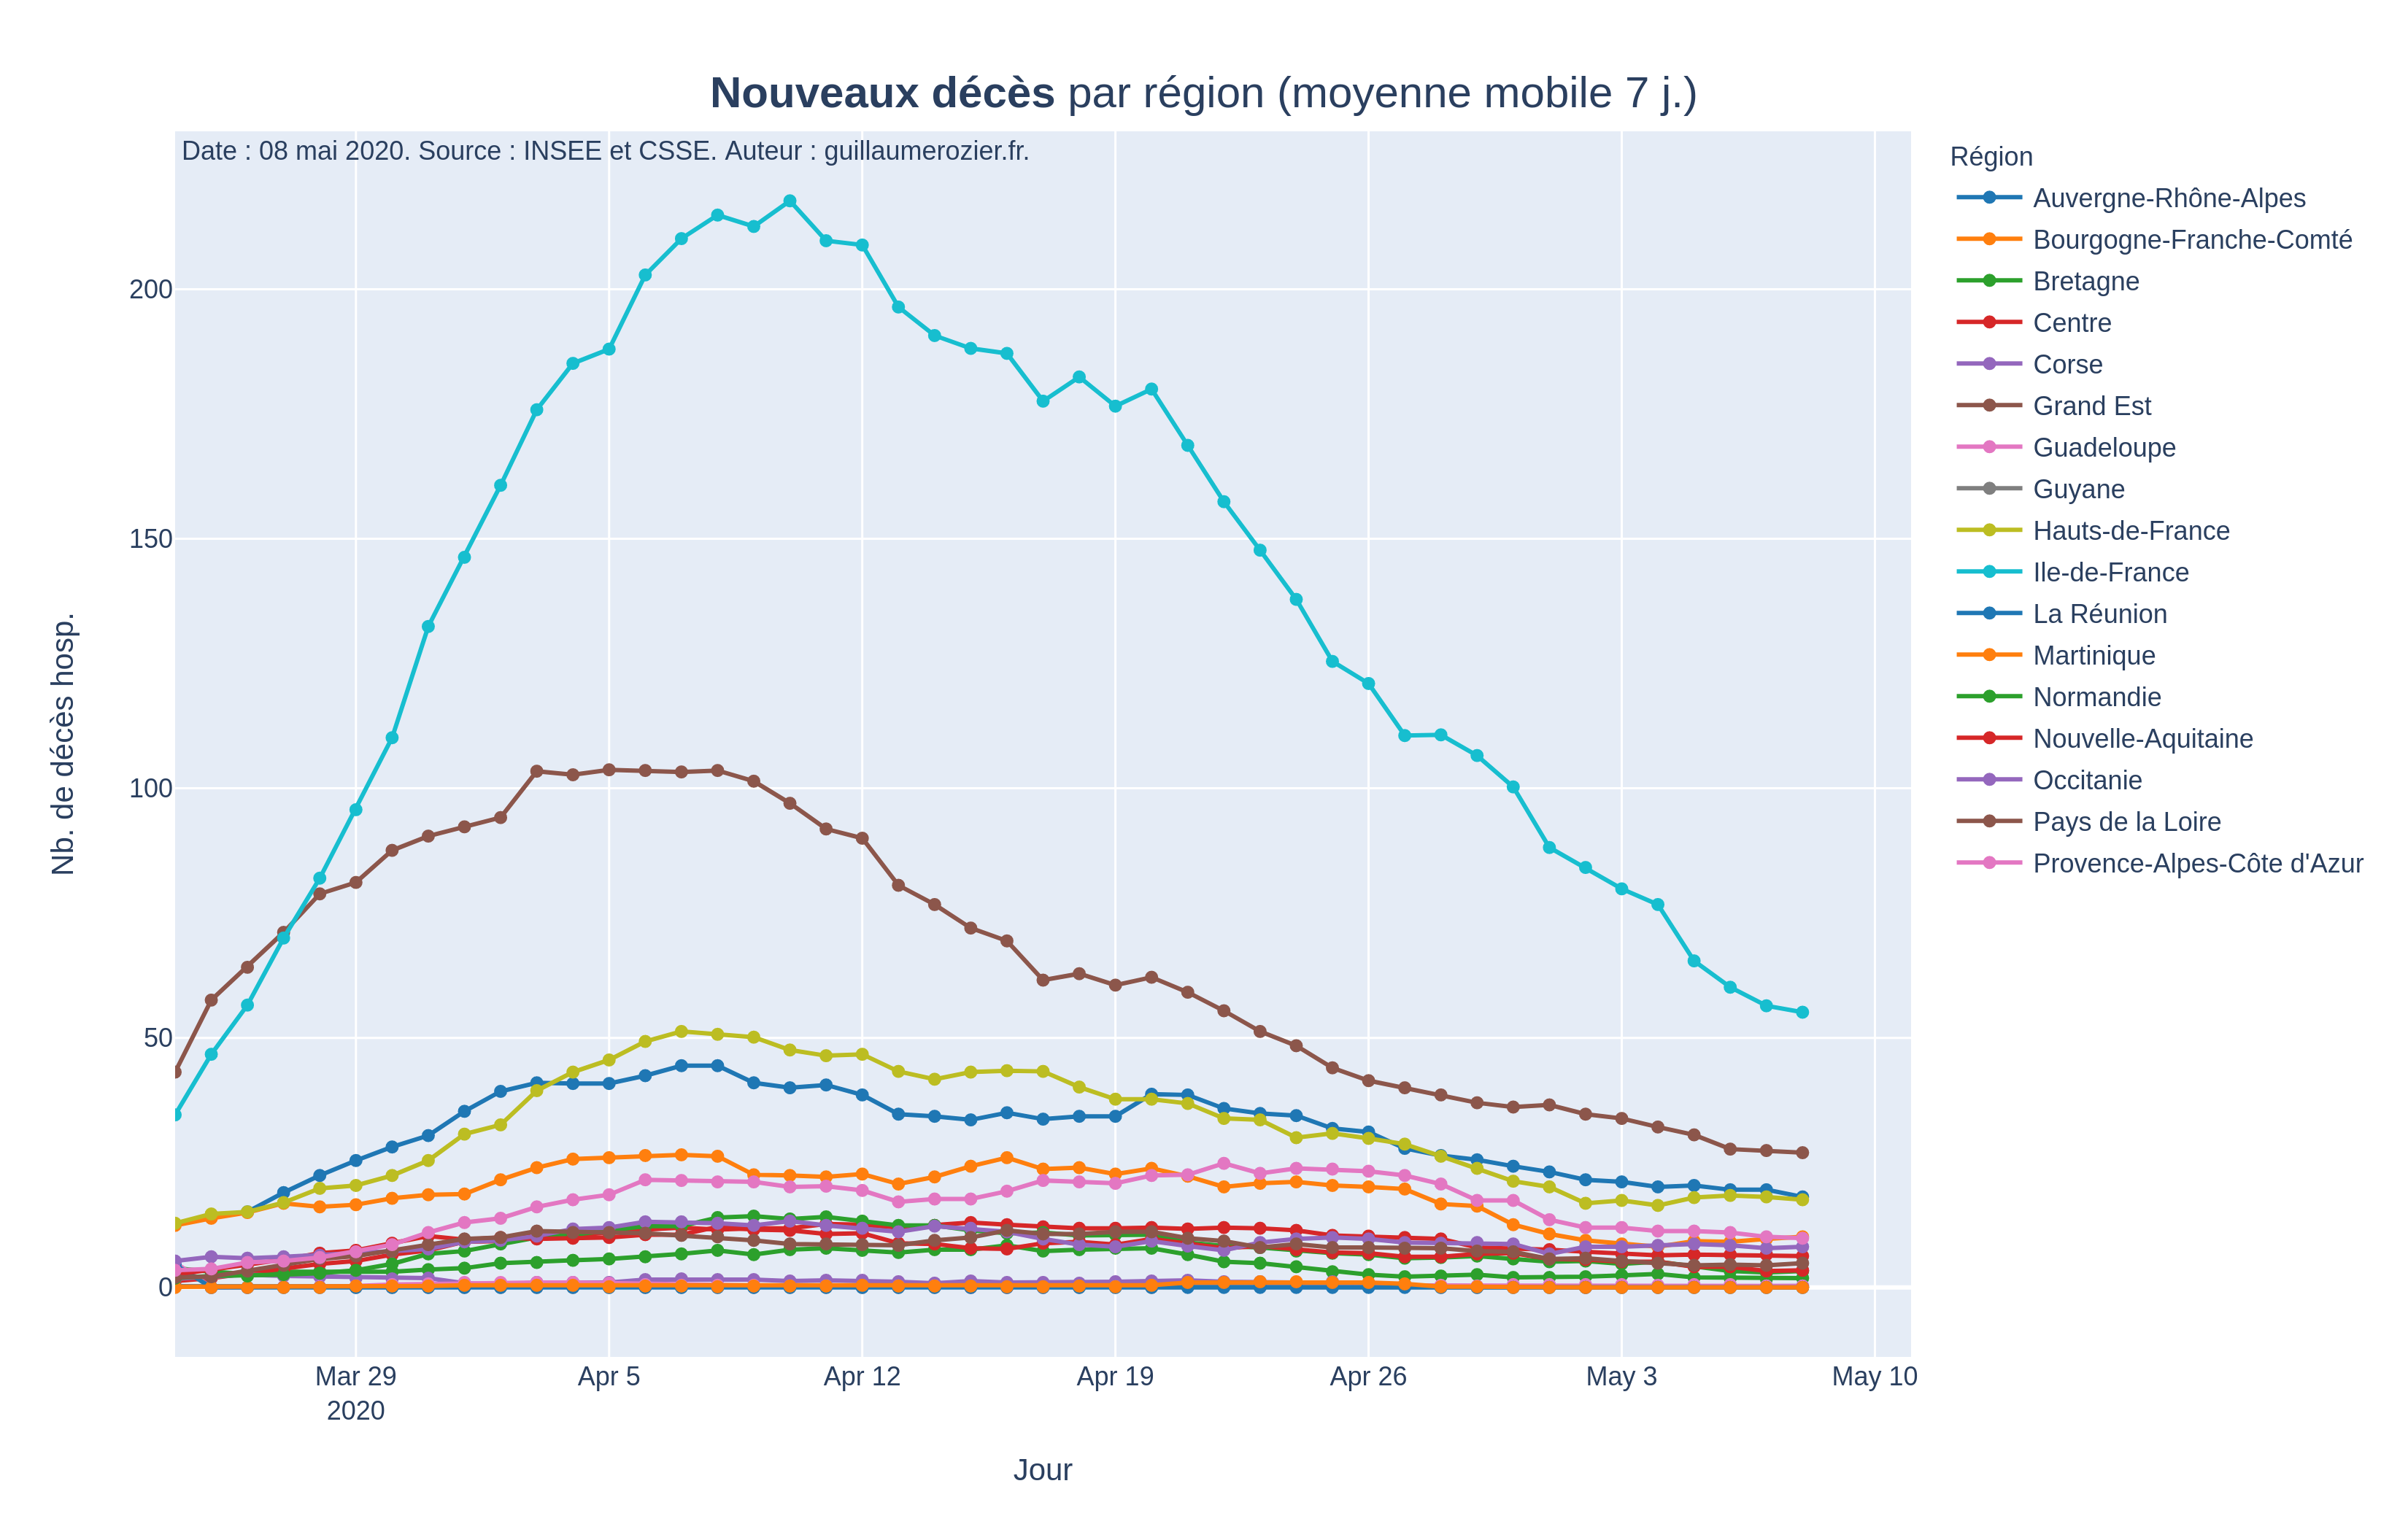 Nouveaux décès par région (moyenne mobile 7 j.)
Date : 08 mai 2020. Source : INSEE et CSSE. Auteur : guillaumerozier.fr.
Nb. de décès hosp.
200
150
100
50
0
Mar 29
2020
Apr 5
Apr 12
Apr 19
Apr 26
May 3
May 10
Jour
Région
Auvergne-Rhône-Alpes
Bourgogne-Franche-Comté
Bretagne
Centre
Corse
Grand Est
Guadeloupe
Guyane
Hauts-de-France
Ile-de-France
La Réunion
Martinique
Normandie
Nouvelle-Aquitaine
Occitanie
Pays de la Loire
Provence-Alpes-Côte d'Azur